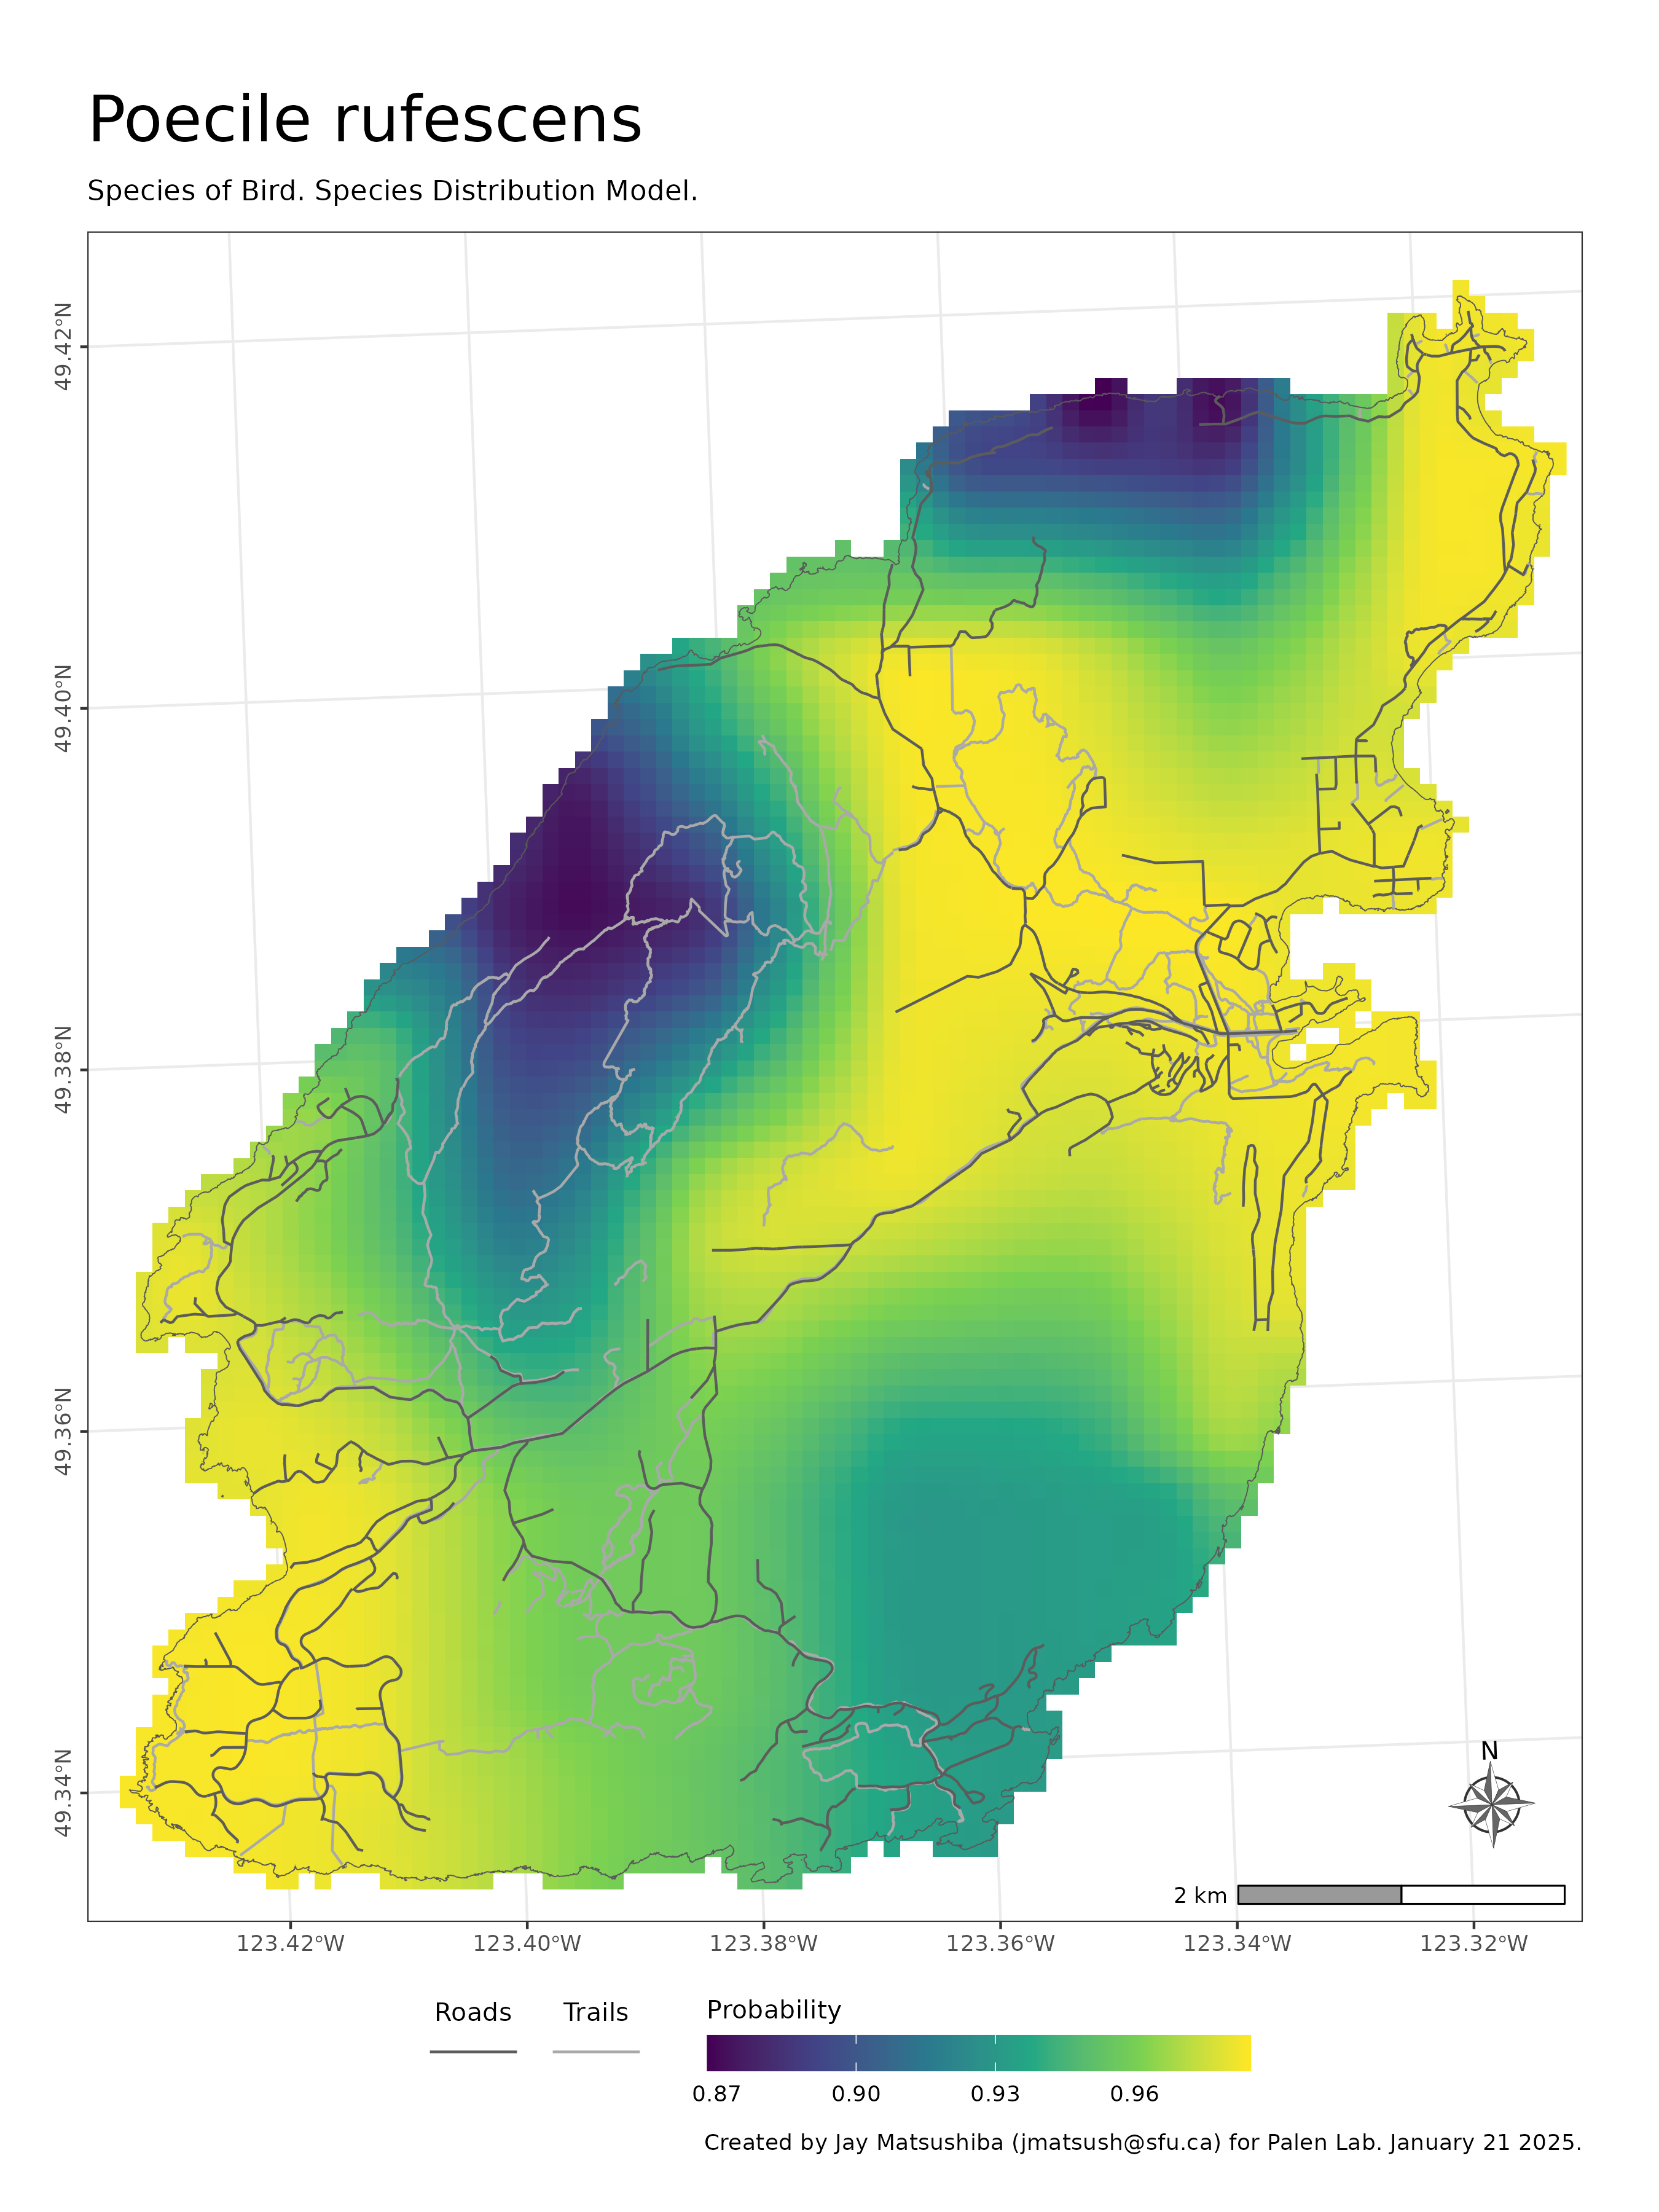 Poecile rufescens
Species of Bird. Species Distribution Model.
49.42°N
49.40°N
49.38°N
49.36°N
49.34°N
N
2 km
123.42°W 123.40°W 123.38°W 123.36°W 123.34°W 123.32°W
Roads Trails Probability
0.87 0.90 0.93 0.96
Created by Jay Matsushiba (jmatsush@sfu.ca) for Palen Lab. January 21 2025.